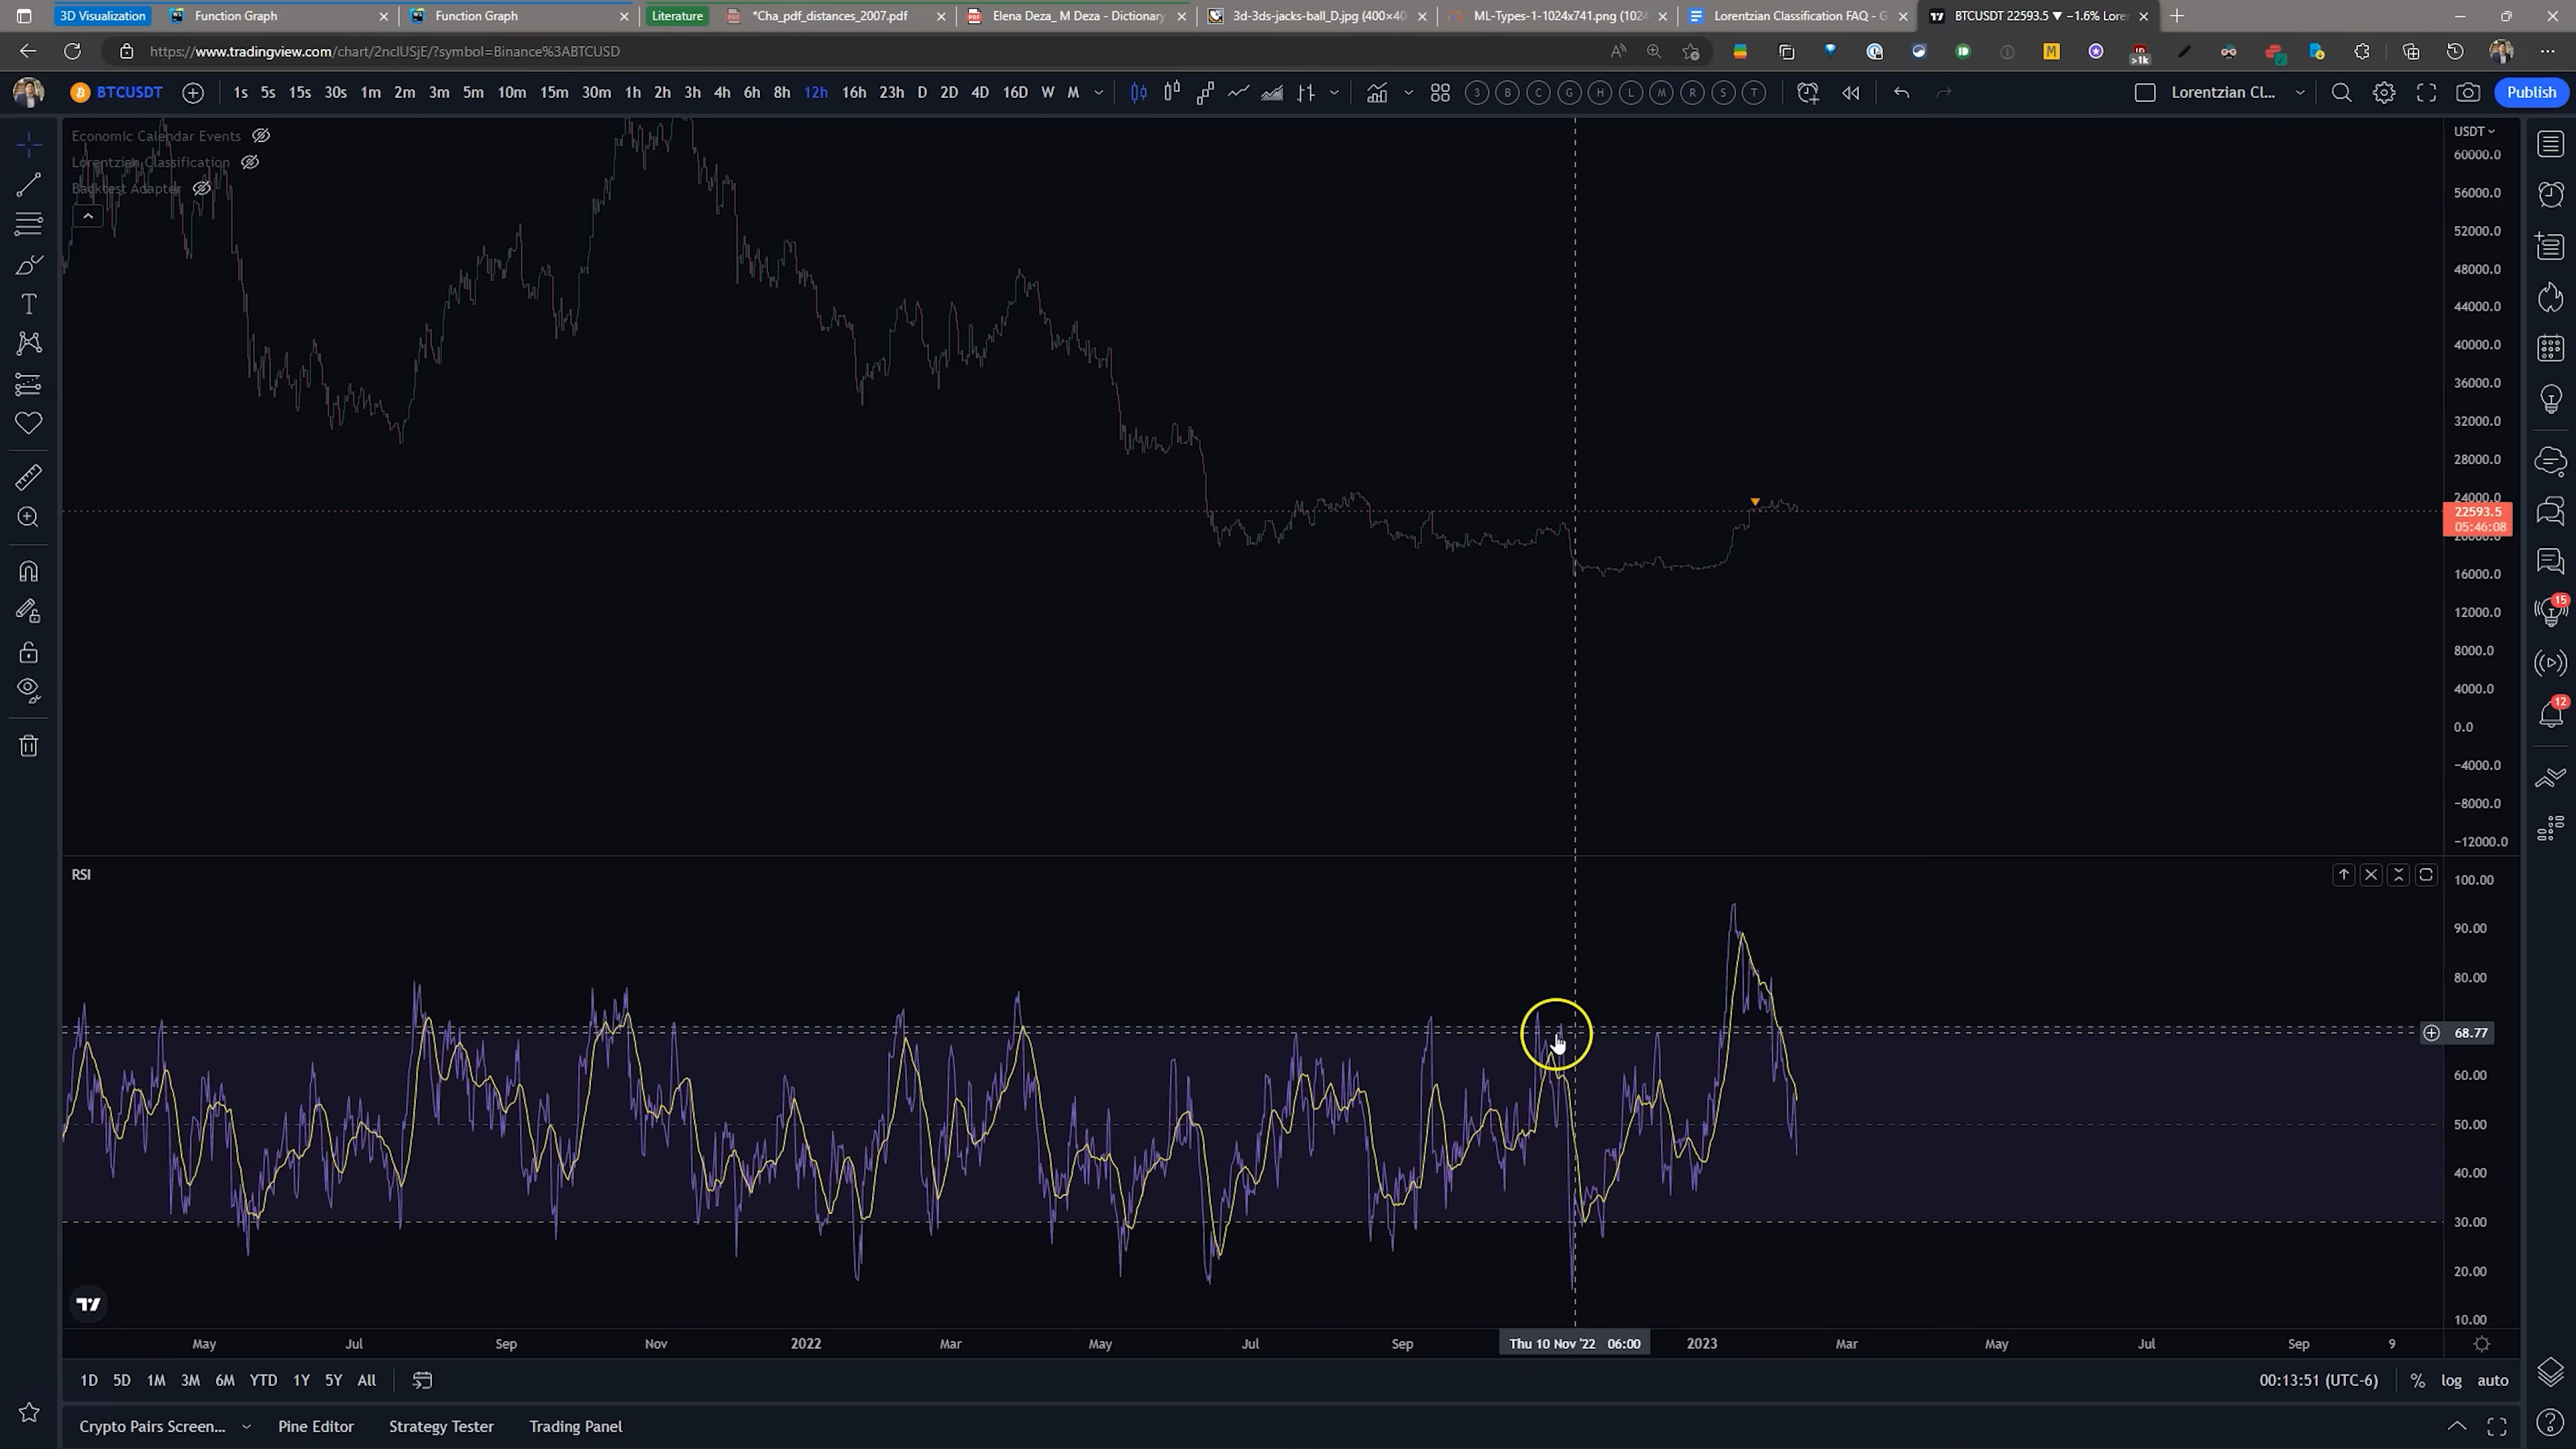 3D Visualization
Function Graph
Function Graph
Literature
*Cha_pdf_distances_2007.pdf
Elena Deza_ M Deza - Dictionary
3d-3ds-jacks-ball_D.jpg (400×40
ML-Types-1-1024x741.png (1024
Lorentzian Classification FAQ - G
BTCUSDT 22593.5 ▼ −1.6% Lore
https://www.tradingview.com/chart/2nclUSjE/?symbol=Binance%3ABTCUSD
>1k
BTCUSDT
1s 5s 15s 30s 1m 2m 3m 5m 10m 15m 30m 1h 2h 3h 4h 6h 8h 12h 16h 23h D 2D 4D 16D W M
3 B C G H L M R S T
Lorentzian Cl...
Publish
Economic Calendar Events
Lorentzian Classification
Backtest Adapter
USDT
60000.0
56000.0
52000.0
48000.0
44000.0
40000.0
36000.0
32000.0
28000.0
24000.0
22593.5
05:46:08
20000.0
16000.0
12000.0
8000.0
4000.0
0.0
−4000.0
−8000.0
−12000.0
15
12
RSI
100.00
90.00
80.00
68.77
60.00
50.00
40.00
30.00
20.00
10.00
May Jul Sep Nov 2022 Mar May Jul Sep Thu 10 Nov '22 06:00 2023 Mar May Jul Sep 9
1D 5D 1M 3M 6M YTD 1Y 5Y All
00:13:51 (UTC-6) % log auto
Crypto Pairs Screen... Pine Editor Strategy Tester Trading Panel